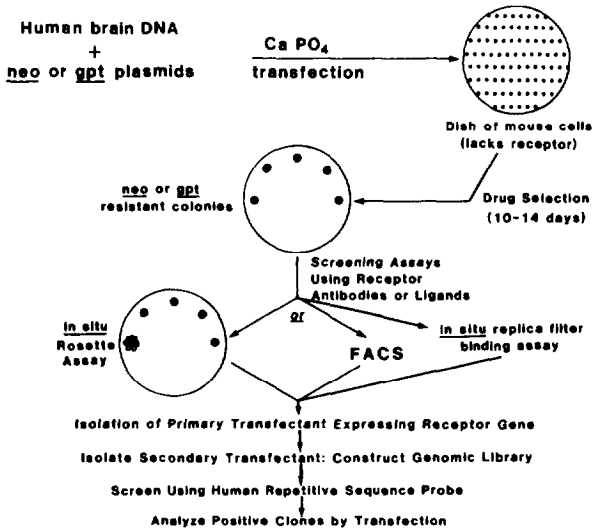 Human brain DNA
+
neo or gpt plasmids
Ca PO4
transfection
Dish of mouse cells
(lacks receptor)
neo or gpt
resistant colonies
Drug Selection
(10-14 days)
Screening Assays
Using Receptor
Antibodies or Ligands
or
In situ
Rosette
Assay
FACS
In situ replica filter
binding assay
Isolation of Primary Transfectant Expressing Receptor Gene
Isolate Secondary Transfectant: Construct Genomic Library
Screen Using Human Repetitive Sequence Probe
Analyze Positive Clones by Transfection